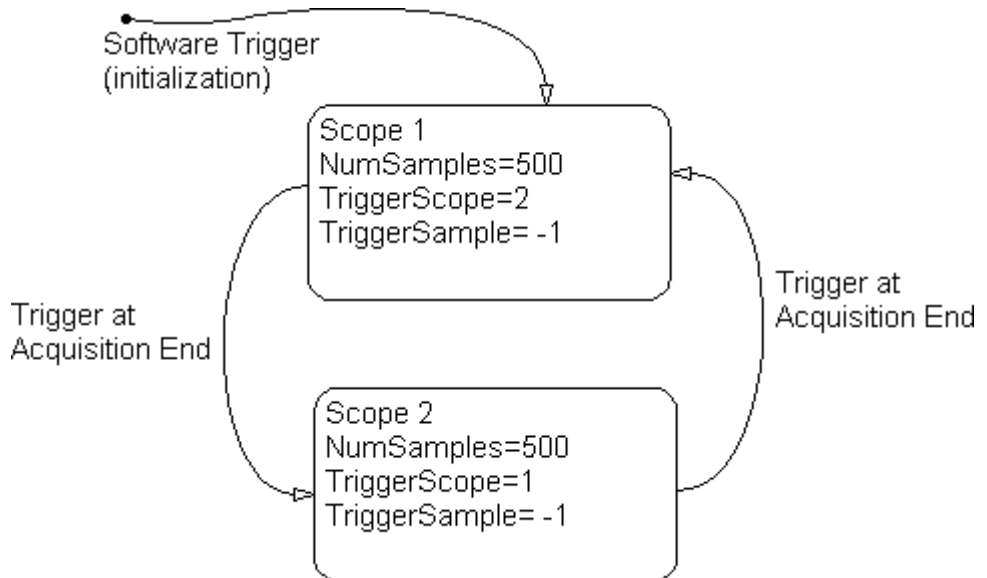 Software Trigger
(initialization)
Scope 1
NumSamples=500
TriggerScope=2
TriggerSample= -1
Trigger at
Acquisition End
Trigger at
Acquisition End
Scope 2
NumSamples=500
TriggerScope=1
TriggerSample= -1